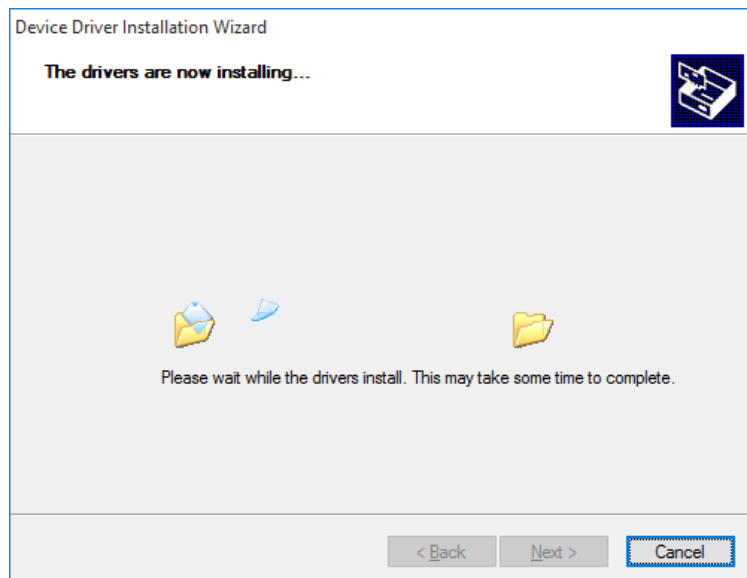 Device Driver Installation Wizard
The drivers are now installing...
Please wait while the drivers install. This may take some time to complete.
< Back
Next >
Cancel